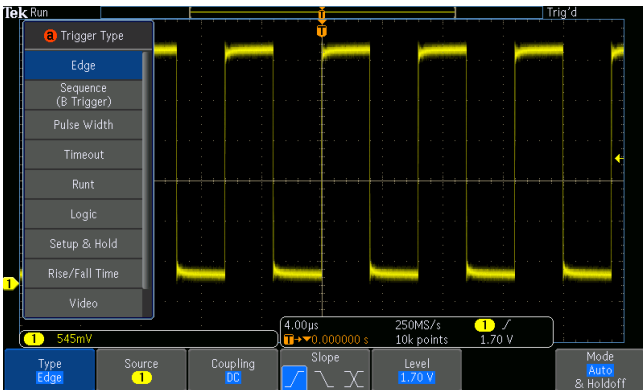 Tek Run
Trig'd
T
T
a Trigger Type
Edge
Sequence
(B Trigger)
Pulse Width
Timeout
Runt
Logic
Setup & Hold
Rise/Fall Time
Video
1
1 545mV
4.00µs 250MS/s 1
T→▼0.000000 s 10k points 1.70 V
Type
Edge
Source
1
Coupling
DC
Slope
Level
1.70 V
Mode
Auto
& Holdoff